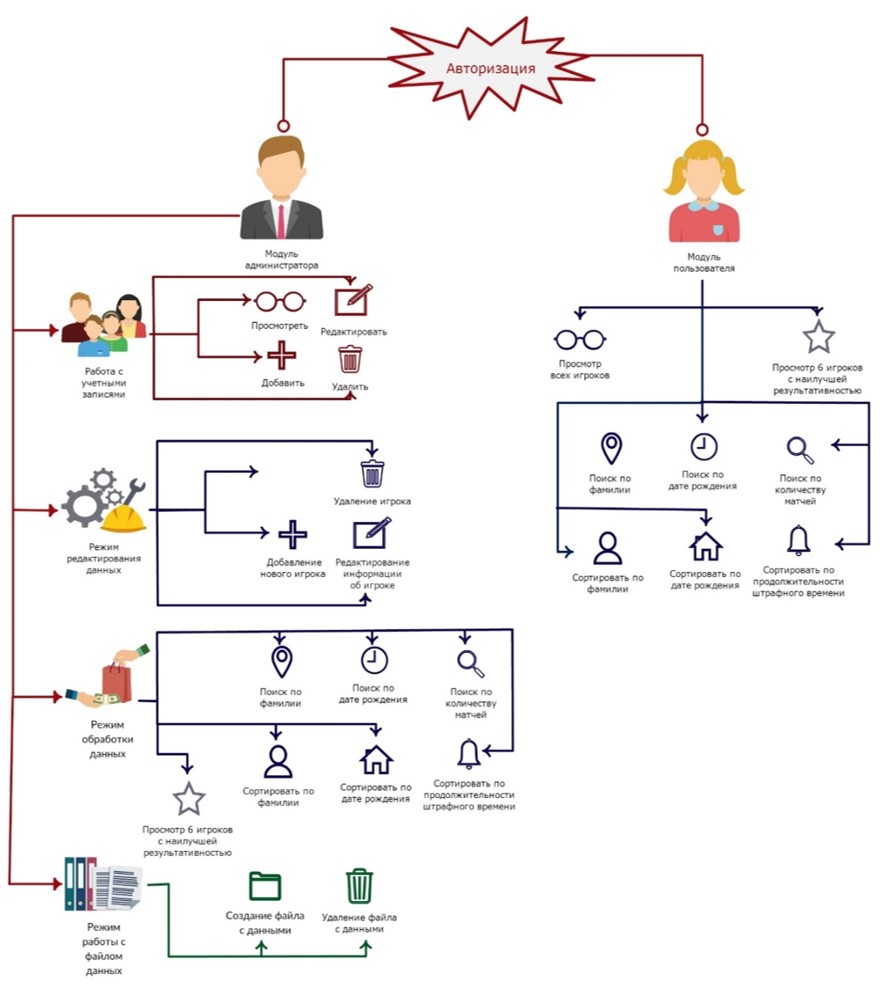 Авторизация
Модуль
администратора
Модуль
пользователя
Просмотреть
Редактировать
Добавить
Удалить
Работа с
учетными
записями
Просмотр
всех игроков
Просмотр 6 игроков
с наилучшей
результативностью
Поиск по
фамилии
Поиск по
дате рождения
Поиск по
количеству
матчей
Сортировать по
фамилии
Сортировать по
дате рождения
Сортировать по
продолжительности
штрафного времени
Удаление игрока
Режим
редактирования
данных
Добавление
нового игрока
Редактирование
информации
об игроке
Поиск по
фамилии
Поиск по
дате рождения
Поиск по
количеству
матчей
Режим
обработки
данных
Сортировать по
фамилии
Сортировать по
дате рождения
Сортировать по
продолжительности
штрафного времени
Просмотр 6 игроков
с наилучшей
результативностью
Создание файла
с данными
Удаление файла
с данными
Режим
работы с
файлом
данных